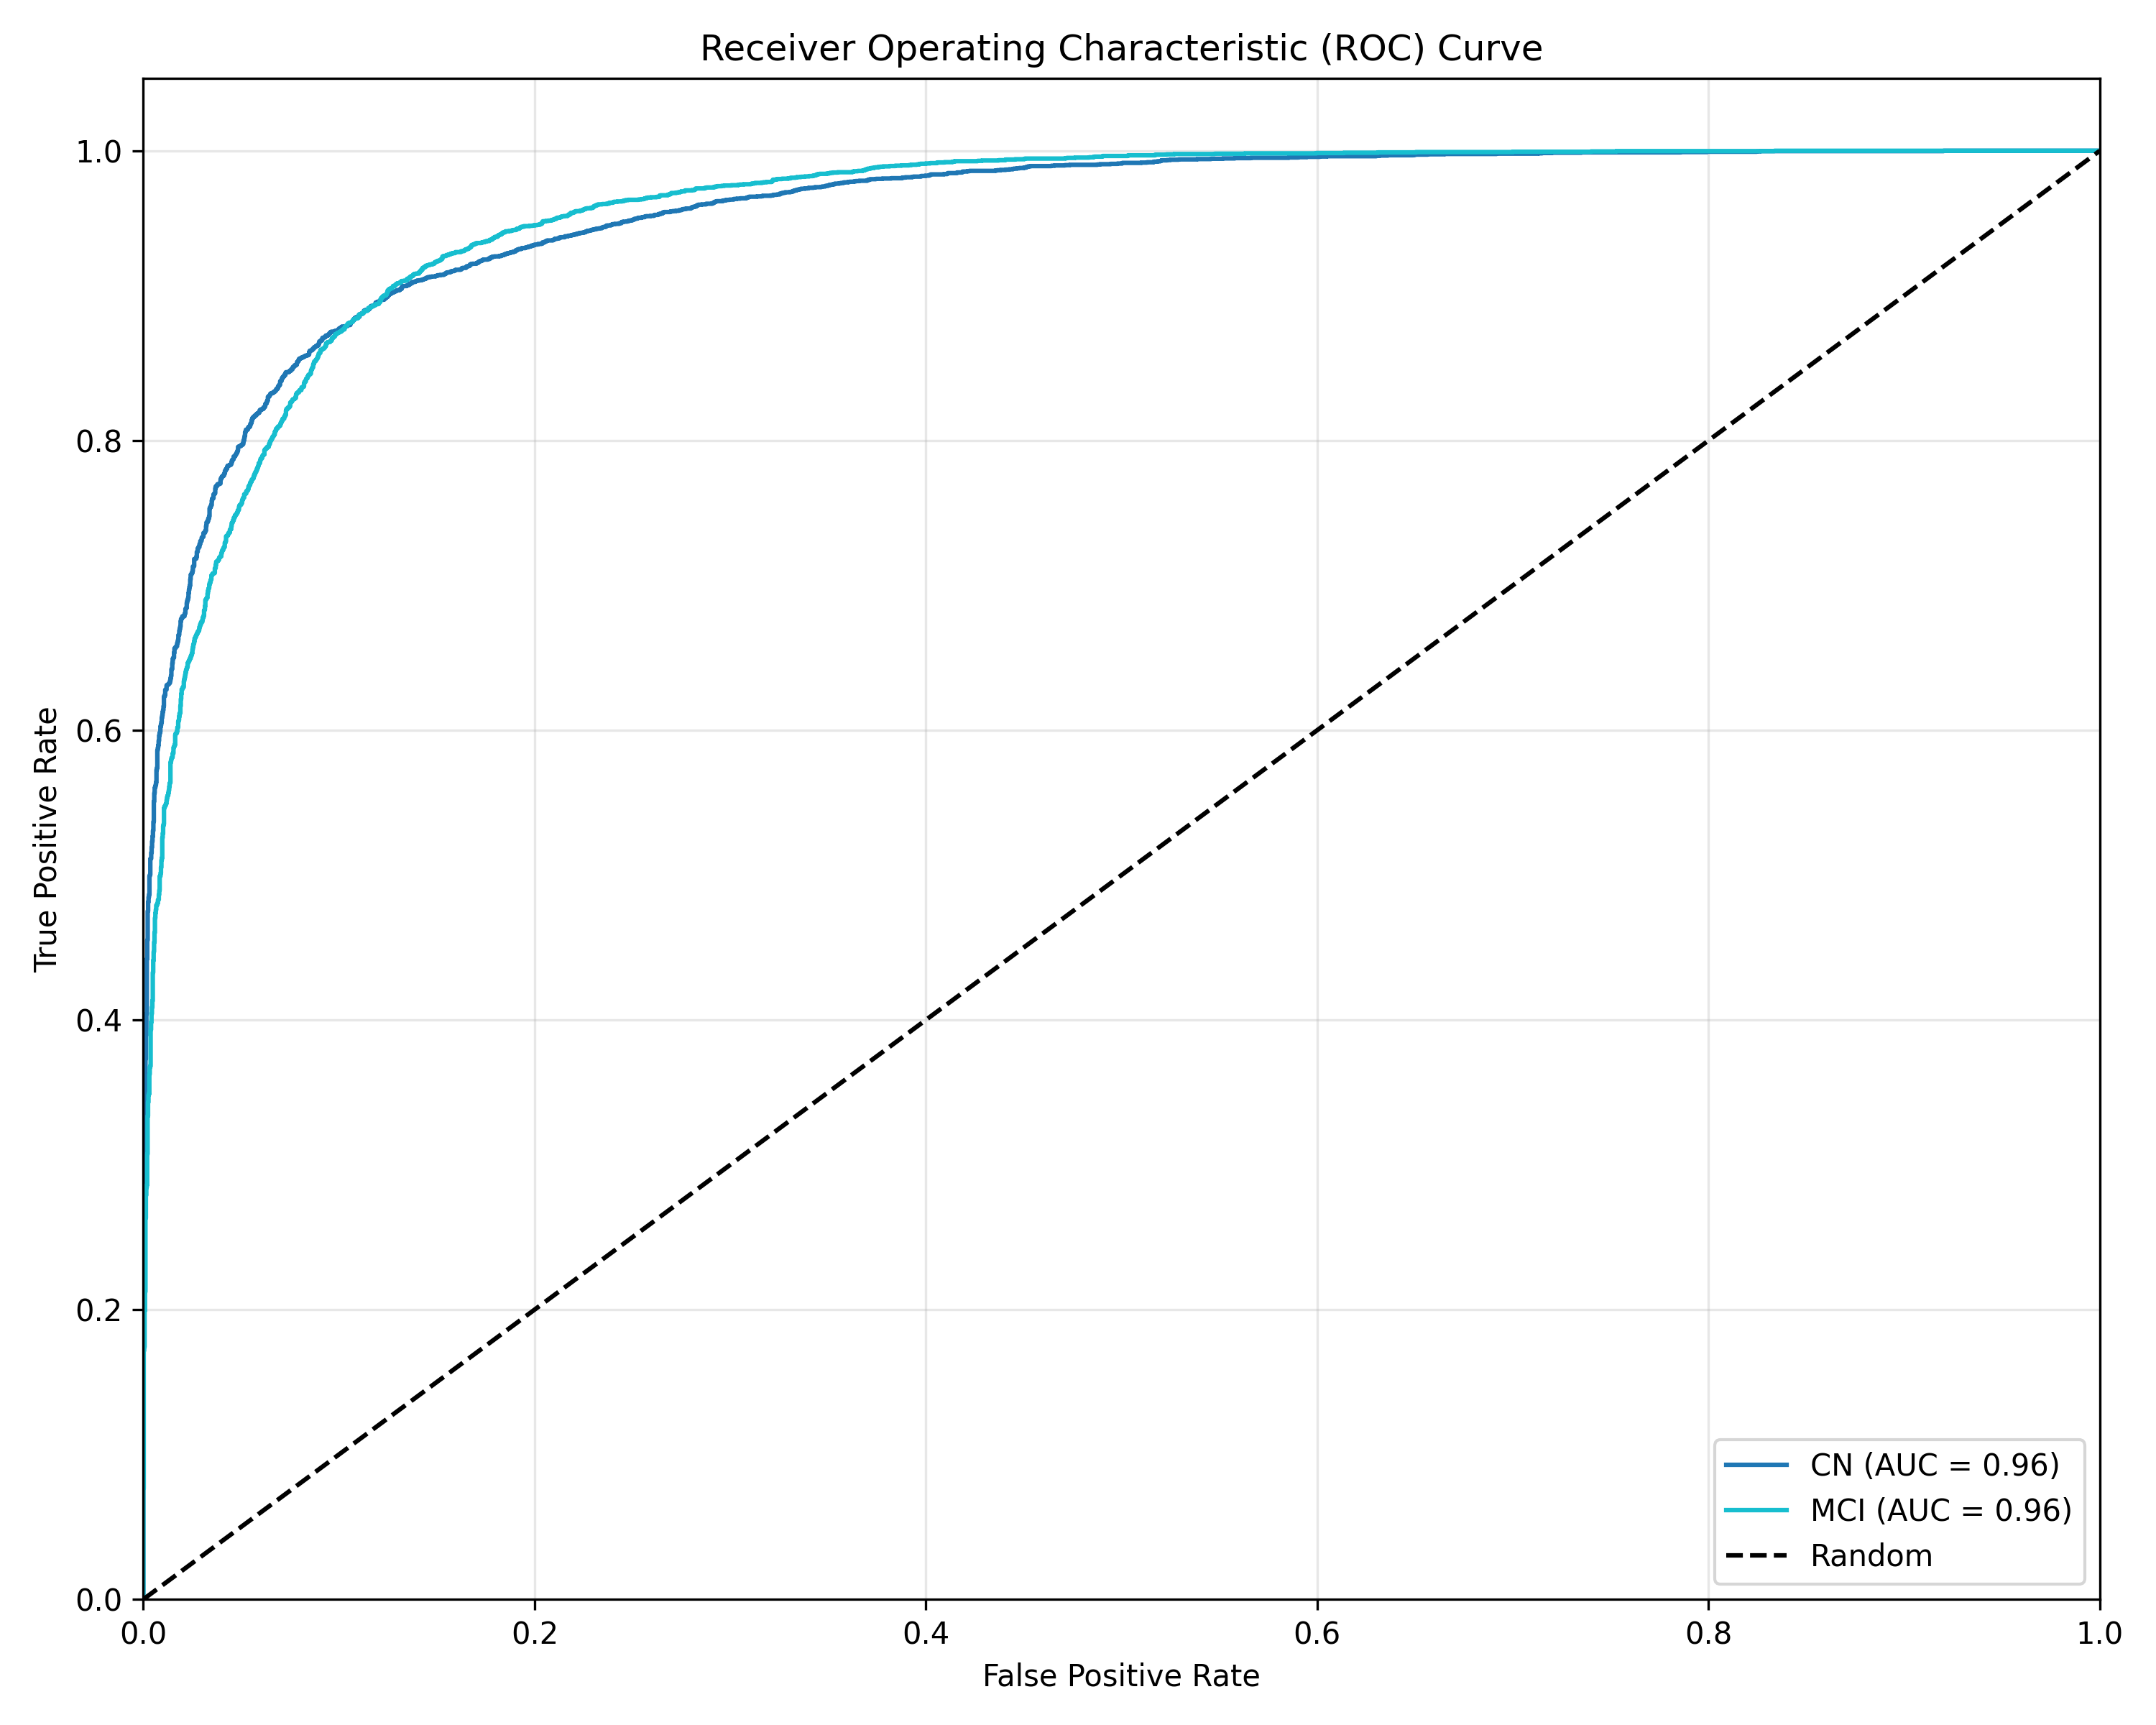 Receiver Operating Characteristic (ROC) Curve
True Positive Rate
1.0
0.8
0.6
0.4
0.2
0.0
0.0 0.2 0.4 0.6 0.8 1.0
False Positive Rate
CN (AUC = 0.96)
MCI (AUC = 0.96)
Random